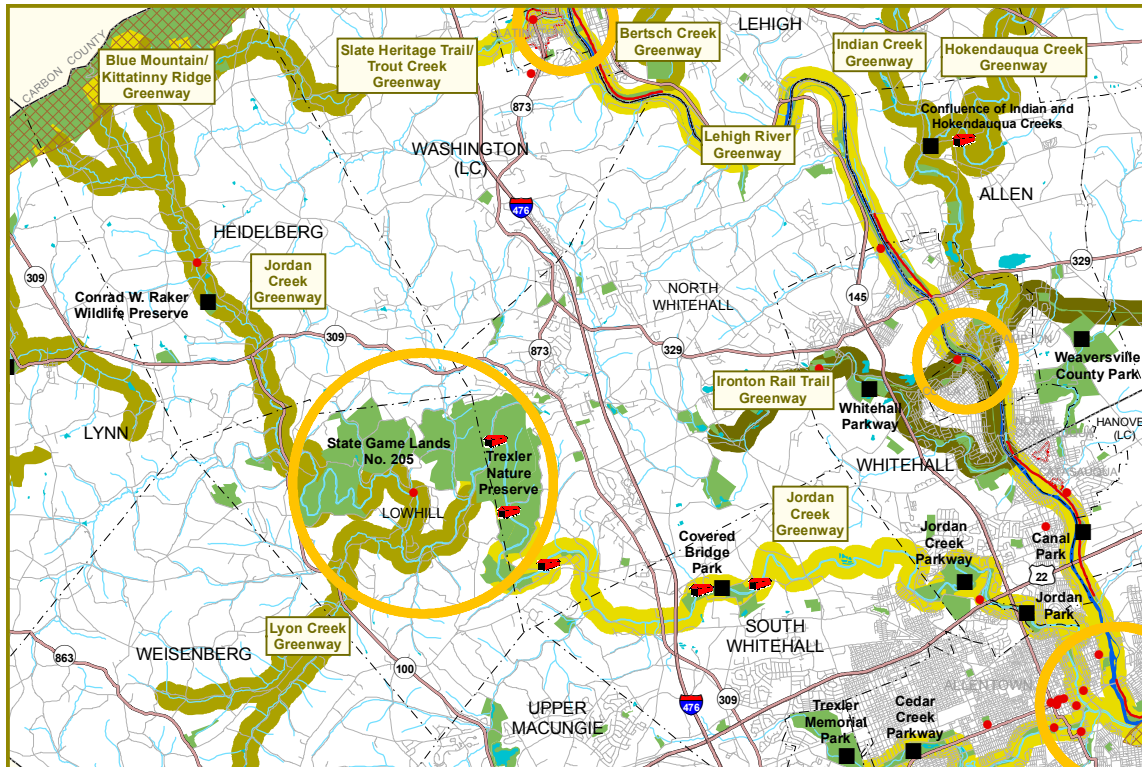 LEHIGH
CARBON COUNTY
Blue Mountain/
Kittatinny Ridge
Greenway
Slate Heritage Trail/
Trout Creek
Greenway
Bertsch Creek
Greenway
Indian Creek
Greenway
Hokendauqua Creek
Greenway
873
Confluence of Indian and
Hokendauqua Creeks
Lehigh River
Greenway
WASHINGTON
(LC)
476
ALLEN
HEIDELBERG
Jordan
Creek
Greenway
309
329
Conrad W. Raker
Wildlife Preserve
NORTH
WHITEHALL
145
309
873
329
Weaversville
County Park
Ironton Rail Trail
Greenway
Whitehall
Parkway
LYNN
HANOVE
(LC)
State Game Lands
No. 205
Trexler
Nature
Preserve
WHITEHALL
LOWHILL
Jordan
Creek
Greenway
Covered
Bridge
Park
Jordan
Creek
Parkway
Canal
Park
22
Jordan
Park
Lyon Creek
Greenway
SOUTH
WHITEHALL
WEISENBERG
863
100
ALLENTOWN
476
309
UPPER
MACUNGIE
Trexler
Memorial
Park
Cedar
Creek
Parkway